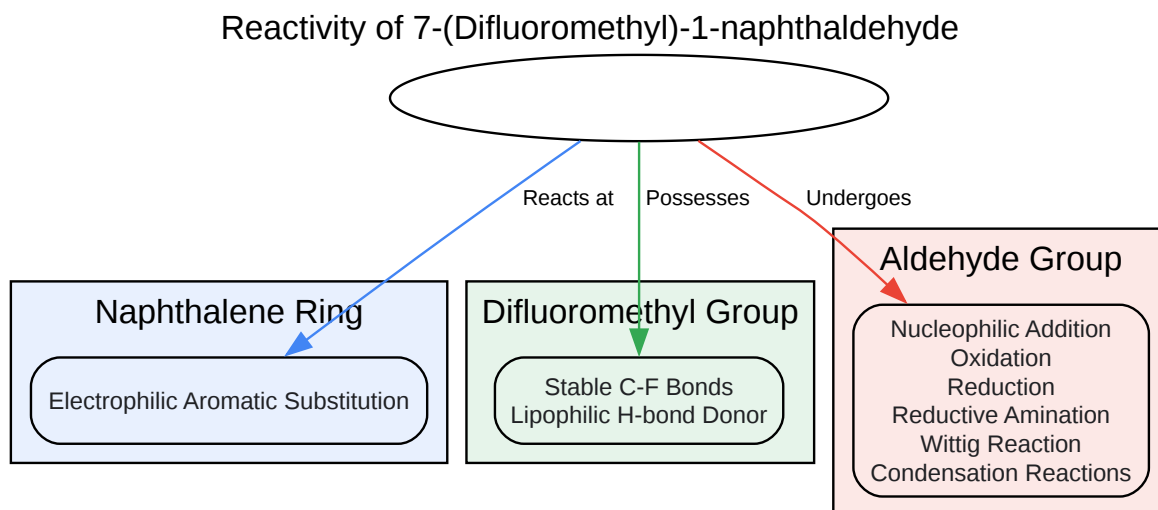 Reactivity of 7-(Difluoromethyl)-1-naphthaldehyde
Reacts at
Possesses
Undergoes
Naphthalene Ring
Electrophilic Aromatic Substitution
Difluoromethyl Group
Stable C-F Bonds
Lipophilic H-bond Donor
Aldehyde Group
Nucleophilic Addition
Oxidation
Reduction
Reductive Amination
Wittig Reaction
Condensation Reactions